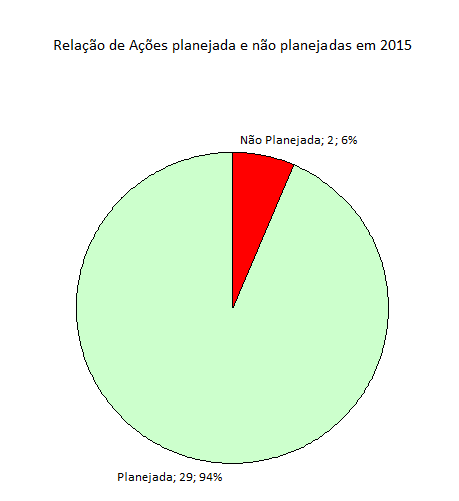 Relação de Ações planejada e não planejadas em 2015
Não Planejada; 2; 6%
Planejada; 29; 94%